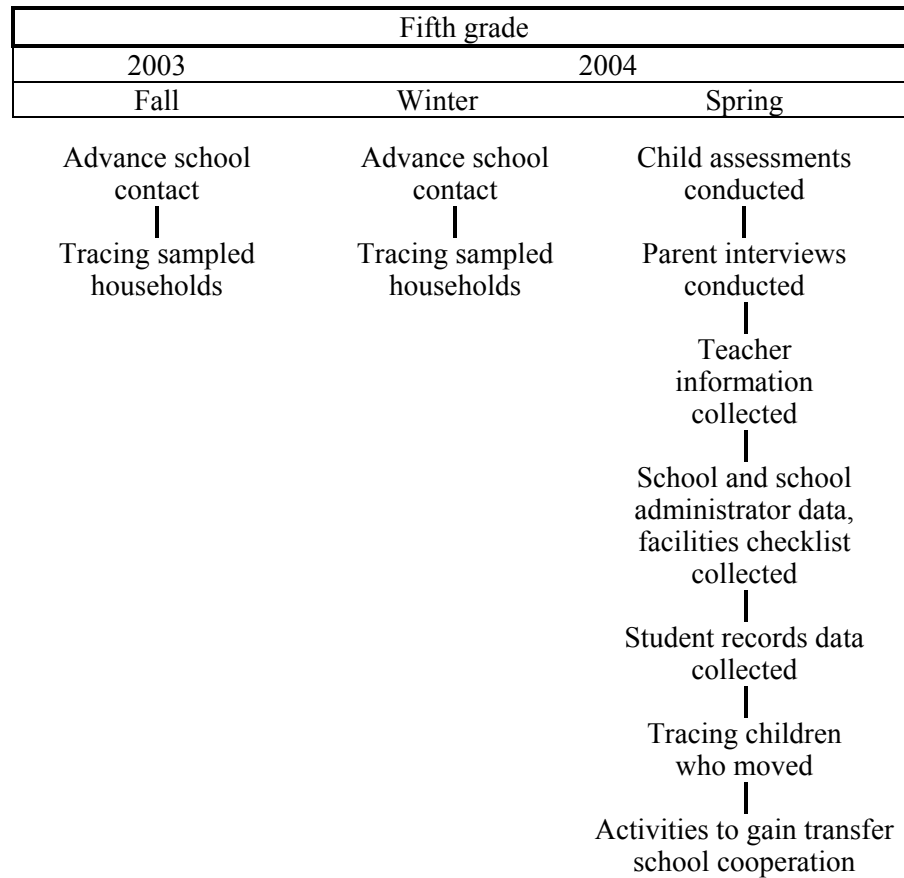 Fifth grade
2003 2004
Fall Winter Spring
Advance school
contact
Tracing sampled
households
Advance school
contact
Tracing sampled
households
Child assessments
conducted
Parent interviews
conducted
Teacher
information
collected
School and school
administrator data,
facilities checklist
collected
Student records data
collected
Tracing children
who moved
Activities to gain transfer
school cooperation